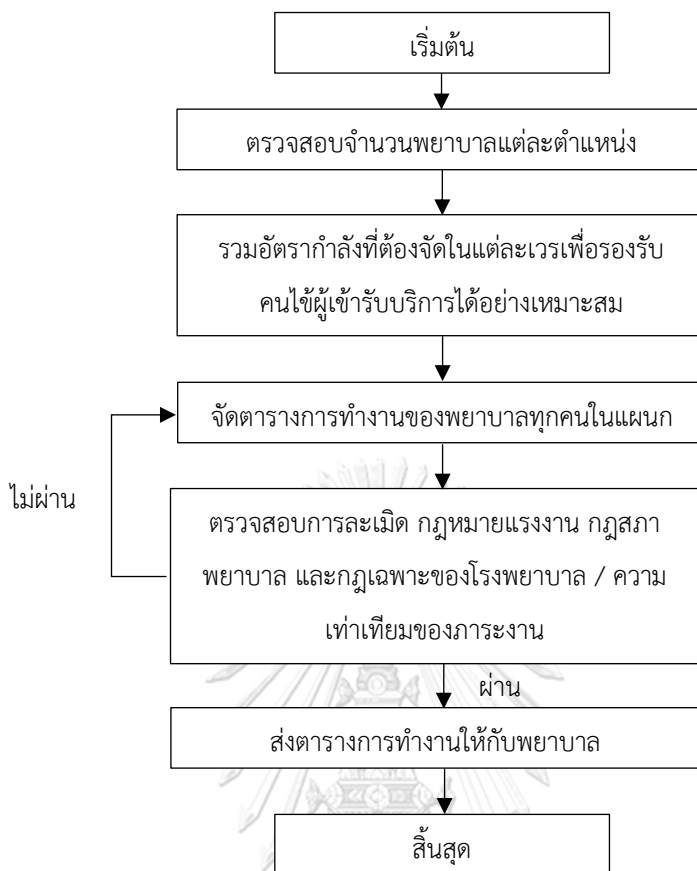 เริ่มต้น
ตรวจสอบจำนวนพยาบาลแต่ละตำแหน่ง
รวมอัตรากำลังที่ต้องจัดในแต่ละเวรเพื่อรองรับ
คนไข้ผู้เข้ารับบริการได้อย่างเหมาะสม
จัดตารางการทำงานของพยาบาลทุกคนในแผนก
ไม่ผ่าน
ตรวจสอบการละเมิด กฎหมายแรงงาน กฎสภา
พยาบาล และกฎเฉพาะของโรงพยาบาล / ความ
เท่าเทียมของภาระงาน
ผ่าน
ส่งตารางการทำงานให้กับพยาบาล
สิ้นสุด